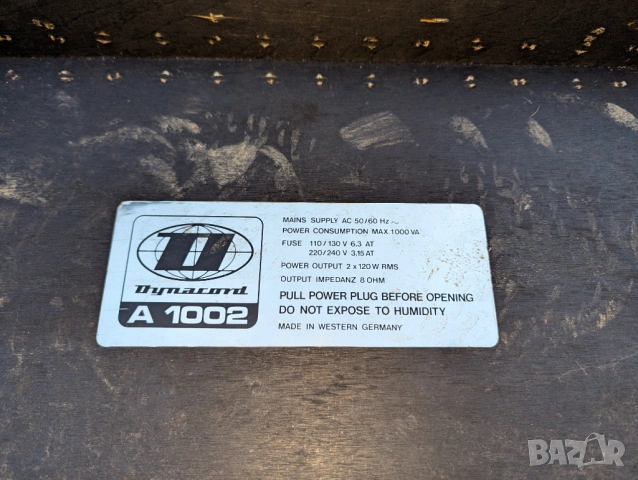 Dynacord
A 1002
MAINS SUPPLY AC 50/60 Hz ~
POWER CONSUMPTION MAX. 1000 VA
FUSE 110/130 V 6.3 AT
220/240 V 3.15 AT
POWER OUTPUT 2 x 120 W RMS
OUTPUT IMPEDANZ 8 OHM
PULL POWER PLUG BEFORE OPENING
DO NOT EXPOSE TO HUMIDITY
MADE IN WESTERN GERMANY
BAZAR